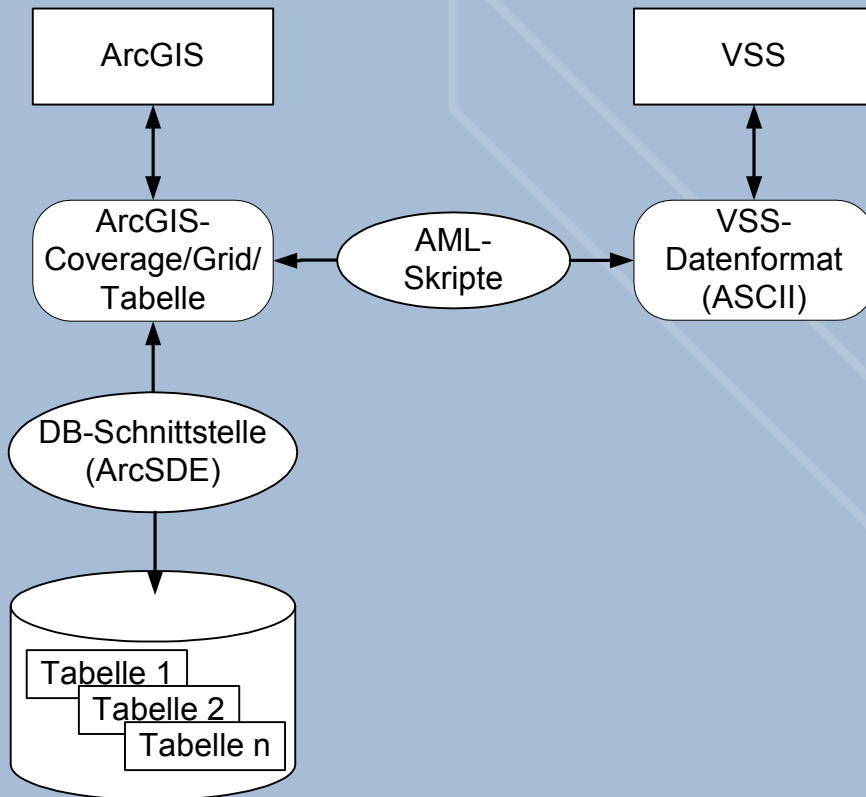 ArcGIS
VSS
ArcGIS-
Coverage/Grid/
Tabelle
AML-
Skripte
VSS-
Datenformat
(ASCII)
DB-Schnittstelle
(ArcSDE)
Tabelle 1
Tabelle 2
Tabelle n